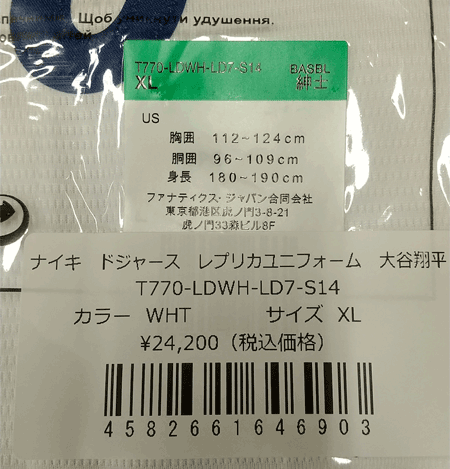 Щоб уникнути удушення.
T770-LDWH-LD7-S14 BASBL
XL 紳士
US
胸囲 112~124cm
胴囲 96~109cm
身長 180~190cm
ファナティクス・ジャパン合同会社
東京都港区虎ノ門3-8-21
虎ノ門33森ビル8F
ナイキ ドジャース レプリカユニフォーム 大谷翔平
T770-LDWH-LD7-S14
カラー WHT サイズ XL
¥24,200(税込価格)
4582661646903